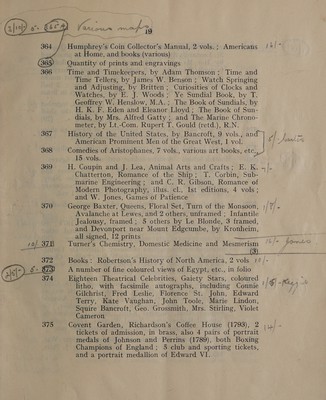 Various maps
19
364 Humphrey's Coin Collector's Manual, 2 vols. ; Americans
at Home, and books (various)
365 Quantity of prints and engravings
366 Time and Timekeepers, by Adam Thomson ; Time and
Time Tellers, by James W. Benson ; Watch Springing
and Adjusting, by Britten ; Curiosities of Clocks and
Watches, by E. J. Woods ; Ye Sundial Book, by T.
Geoffrey W. Henslow, M.A. ; The Book of Sundials, by
H. K. F. Eden and Eleanor Lloyd ; The Book of Sun-
dials, by Mrs. Alfred Gatty ; and The Marine Chrono-
meter, by Lt.-Com. Rupert T. Gould (retd.), R.N.
367 History of the United States, by Bancroft, 9 vols., and
American Prominent Men of the Great West, 1 vol.
368 Comedies of Aristophanes, 7 vols., various art books, etc.,
15 vols.
369 H. Coupin and J. Lea, Animal Arts and Crafts ; E. K.
Chatterton, Romance of the Ship ; T. Corbin, Sub-
marine Engineering ; and C. R. Gibson, Romance of
Modern Photography, illus. cl., 1st editions, 4 vols ;
and W. Jones, Games of Patience
370 George Baxter, Queens, Floral Set, Turn of the Monsoon,
Avalanche at Lewes, and 2 others, unframed ; Infantile
Jealousy, framed ; 5 others by Le Blonde, 3 framed,
and Devonport near Mount Edgcumbe, by Kronheim,
all signed, 12 prints
371 Turner's Chemistry, Domestic Medicine and Mesmerism
(3)
372 Books : Robertson's History of North America, 2 vols
373 A number of fine coloured views of Egypt, etc., in folio
374 Eighteen Theatrical Celebrities, Gaiety Stars, coloured
litho, with facsimile autographs, including Connie
Gilchrist, Fred Leslie, Florence St. John, Edward
Terry, Kate Vaughan, John Toole, Maris Lindon,
Squire Bancroft, Geo. Grossmith, Mrs. Stirling, Violet
Cameron
375 Covent Garden, Richardson's Coffee House (1793), 2
tickets of admission, in brass, also 4 pairs of portrait
medals of Johnson and Perrins (1789), both Boxing
Champions of England ; 5 club and sporting tickets,
and a portrait medallion of Edward VI.